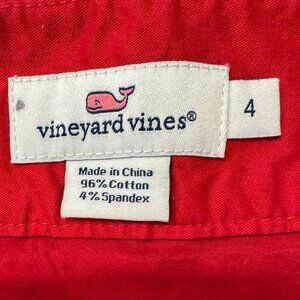 vineyard vines®
4
Made in China
96% Cotton
4% Spandex